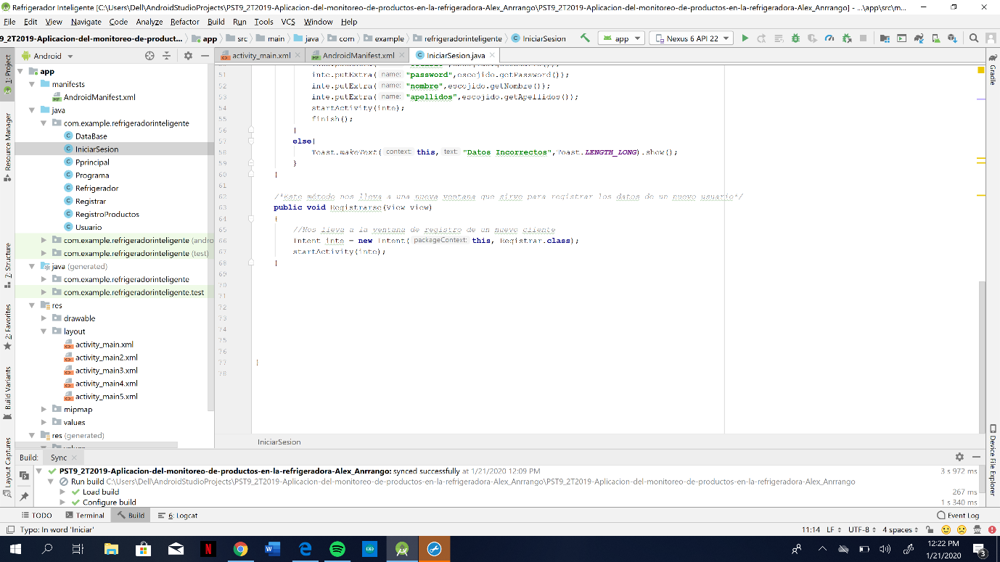 Refrigerador Inteligente [C:\Users\Dell\AndroidStudioProjects\PST9_2T2019-Aplicacion-del-monitoreo-de-productos-en-la-refrigeradora-Alex_Anrrango\PST9_2T2019-Aplicacion-del-monitoreo-de-productos-en-la-refrigeradora-Alex_Anrrango] - ...\app\src\m...
File Edit View Navigate Code Analyze Refactor Build Run Tools VCS Window Help
9_2T2019-Aplicacion-del-monitoreo-de-product... app src main java com example refrigeradorinteligente IniciarSesion app Nexus 6 API 22
Android activity_main.xml AndroidManifest.xml IniciarSesion.java
1: Project
Resource Manager
7: Structure
2: Favorites
Build Variants
Layout Captures
app
manifests
AndroidManifest.xml
java
com.example.refrigeradorinteligente
DataBase
IniciarSesion
Pprincipal
Programa
Refrigerador
Registrar
RegistroProductos
Usuario
com.example.refrigeradorinteligente (andro
com.example.refrigeradorinteligente (test)
java (generated)
com.example.refrigeradorinteligente
com.example.refrigeradorinteligente.test
res
drawable
layout
activity_main.xml
activity_main2.xml
activity_main3.xml
activity_main4.xml
activity_main5.xml
mipmap
values
res (generated)
51 inte.putExtra( name: "password",escojido.getPassword());
52 inte.putExtra( name: "nombre",escojido.getNombre());
53 inte.putExtra( name: "apellidos",escojido.getApellidos());
54 startActivity(inte);
55 finish();
56 }
57 else{
58 Toast.makeText( context: this, text: "Datos Incorrectos",Toast.LENGTH_LONG).show();
59 }
60 }
61
62 /*Este método nos lleva a una nueva ventana que sirve para registrar los datos de un nuevo usuario*/
63 public void Registrarse(View view)
64 {
65 //Nos lleva a la ventana de registro de un nuevo cliente
66 Intent inte = new Intent( packageContext: this, Registrar.class);
67 startActivity(inte);
68 }
69
70
71
72
73
74
75
76
77 }
78
IniciarSesion
Gradle
Device File Explorer
Build: Sync
PST9_2T2019-Aplicacion-del-monitoreo-de-productos-en-la-refrigeradora-Alex_Anrrango: synced successfully at 1/21/2020 12:09 PM 3 s 972 ms
Run build C:\Users\Dell\AndroidStudioProjects\PST9_2T2019-Aplicacion-del-monitoreo-de-productos-en-la-refrigeradora-Alex_Anrrango\PST9_2T2019-Aplicacion-del-monitoreo-de-productos-en-la-refrigeradora-Alex_Anrrango
Load build 267 ms
Configure build 1 s 340 ms
TODO Terminal Build 6: Logcat Event Log
Typo: In word 'Iniciar' 11:14 LF UTF-8 4 spaces
12:22 PM
1/21/2020
3